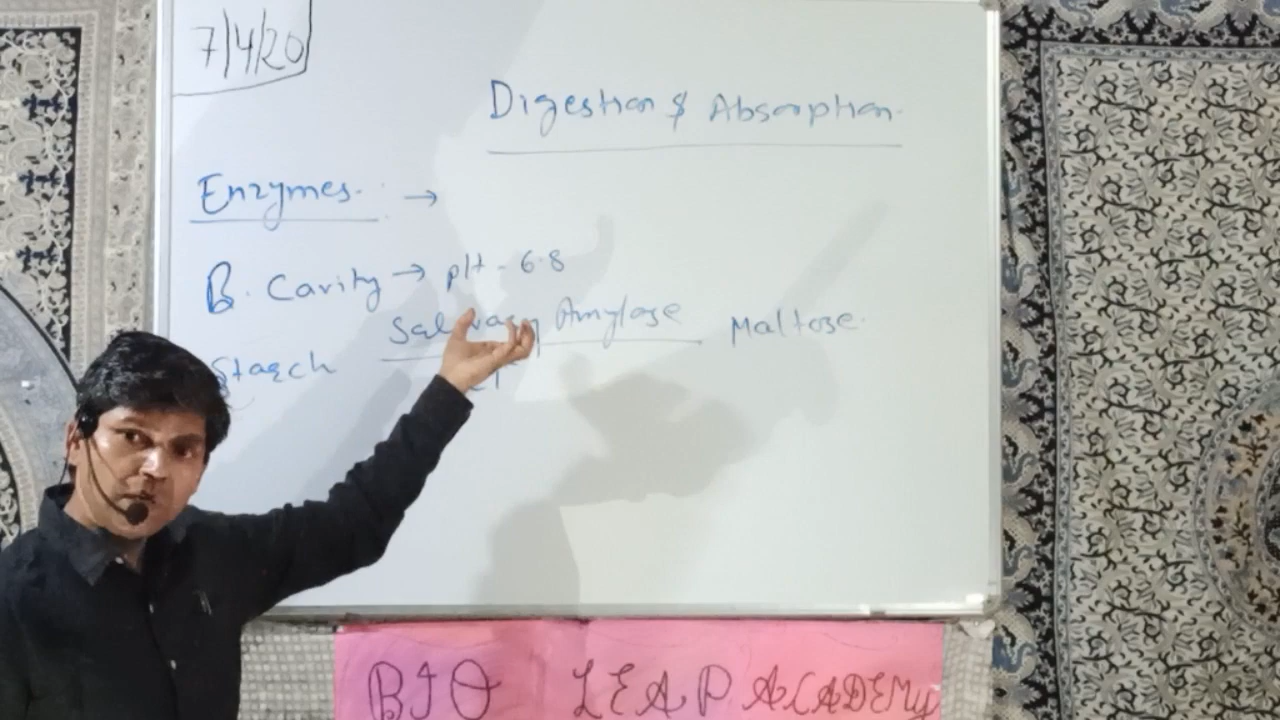 7/4/20
Digestion & Absorption.
Enzymes. →
B. Cavity → pH - 6.8
Starch Salivary Amylase Maltose.
BIO LEAP ACADEMY